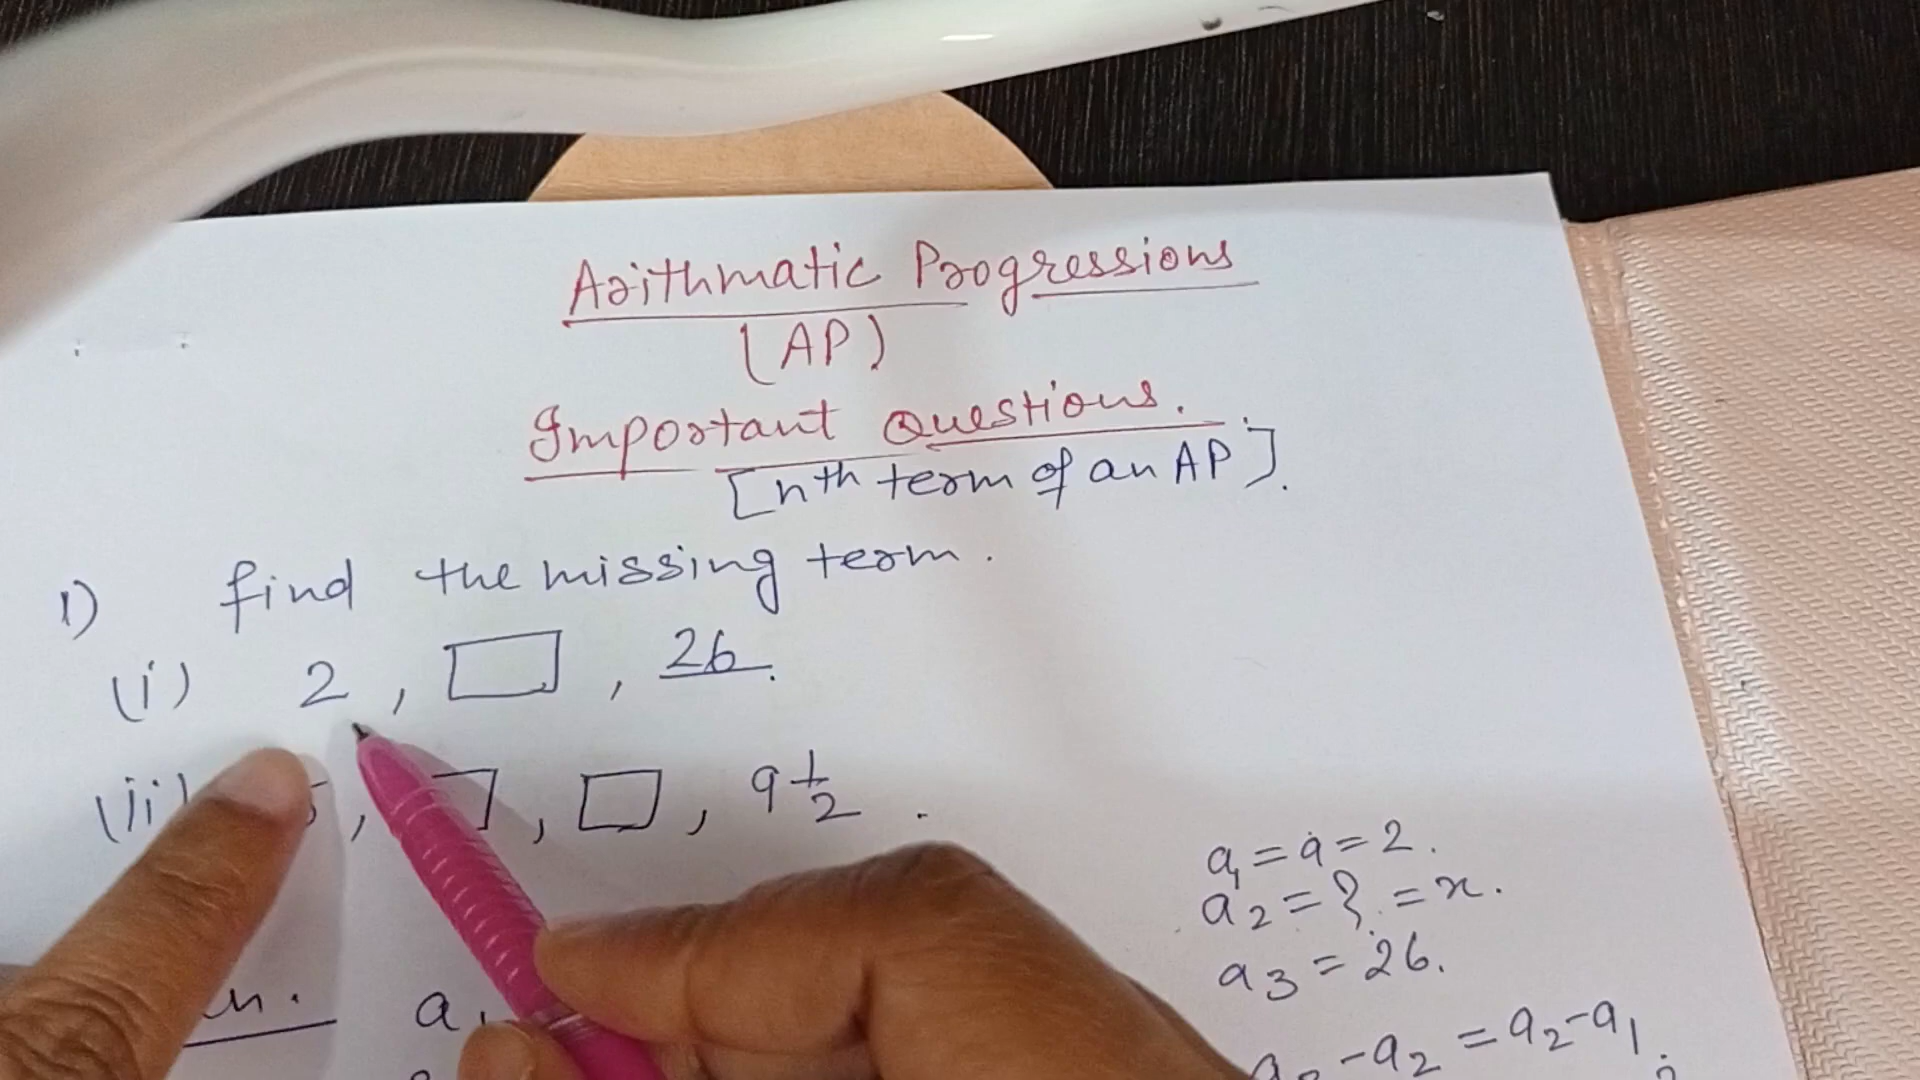 Arithmatic Progressions
(AP)
Important Questions.
[nth term of an AP].
1) find the missing term.
(i) 2, □, 26.
(ii) , □, □, 9 1/2.
a1 = a = 2.
a2 = ? = x.
a3 = 26.
-a2 = a2-a1.
a